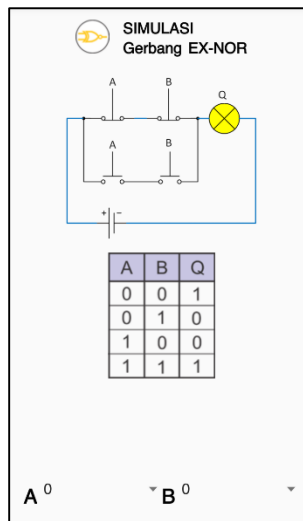 SIMULASI
Gerbang EX-NOR
A B Q
A B
+ −
A B Q
0 0 1
0 1 0
1 0 0
1 1 1
A 0 B 0